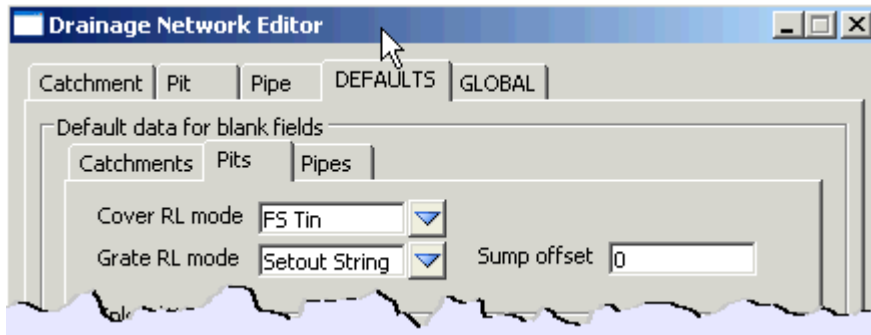 Drainage Network Editor
Catchment Pit Pipe DEFAULTS GLOBAL
Default data for blank fields
Catchments Pits Pipes
Cover RL mode FS Tin
Grate RL mode Setout String Sump offset 0